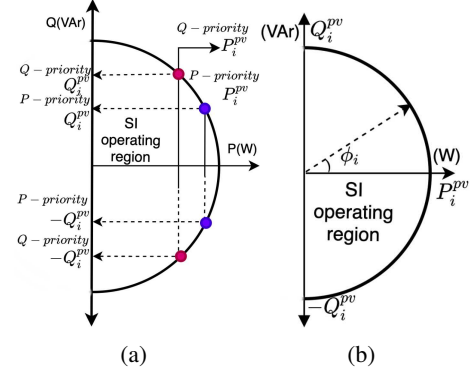 Q(VAr)
Q − priority
P_i^{pv}
Q − priority
Q_i^{pv}
P − priority
P_i^{pv}
P − priority
Q_i^{pv}
SI
operating
region
P(W)
P − priority
−Q_i^{pv}
Q − priority
−Q_i^{pv}
(a)
(VAr) Q_i^{pv}
ϕ_i
(W)
P_i^{pv}
SI
operating
region
−Q_i^{pv}
(b)